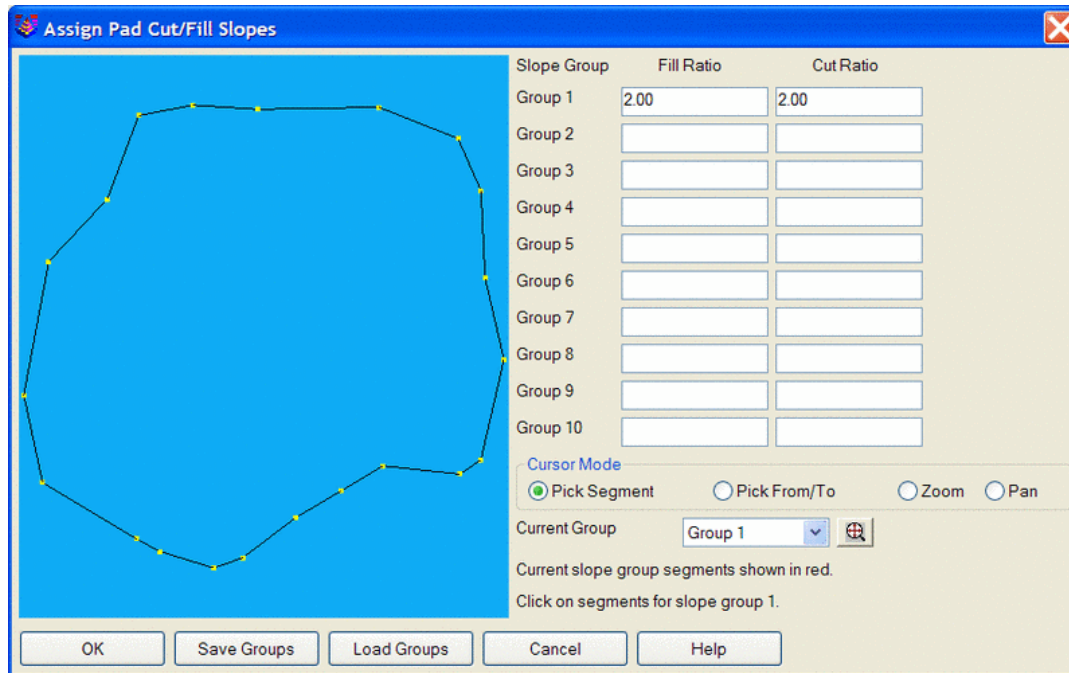 Assign Pad Cut/Fill Slopes
Slope Group Fill Ratio Cut Ratio
Group 1 2.00 2.00
Group 2
Group 3
Group 4
Group 5
Group 6
Group 7
Group 8
Group 9
Group 10
Cursor Mode
Pick Segment Pick From/To Zoom Pan
Current Group Group 1
Current slope group segments shown in red.
Click on segments for slope group 1.
OK Save Groups Load Groups Cancel Help